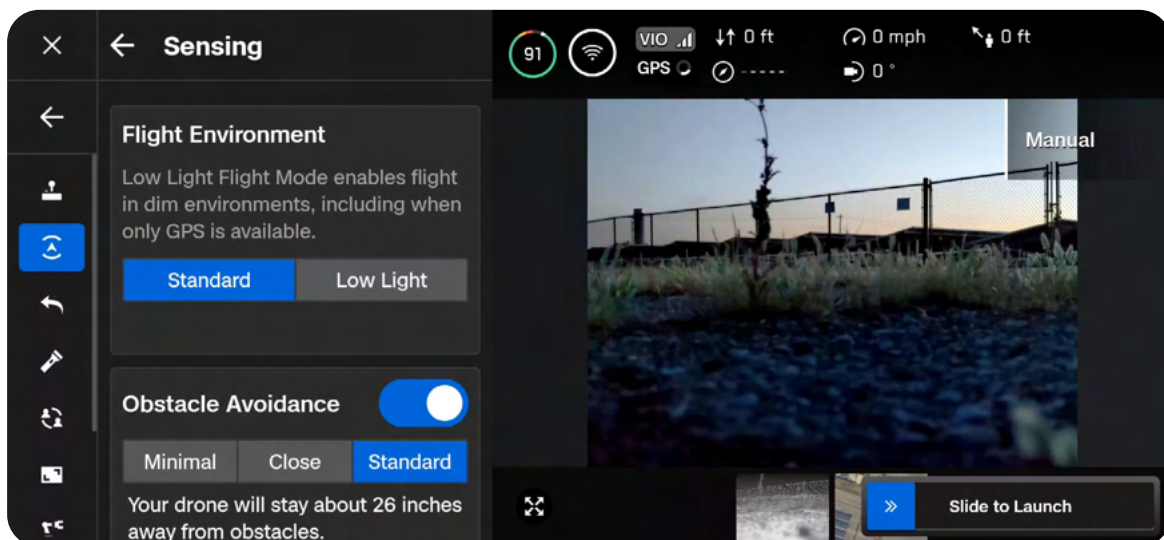 Sensing
Flight Environment
Low Light Flight Mode enables flight
in dim environments, including when
only GPS is available.
Standard
Low Light
Obstacle Avoidance
Minimal
Close
Standard
Your drone will stay about 26 inches
away from obstacles.
91
VIO
GPS
0 ft
-----
0 mph
0 °
0 ft
Manual
Slide to Launch